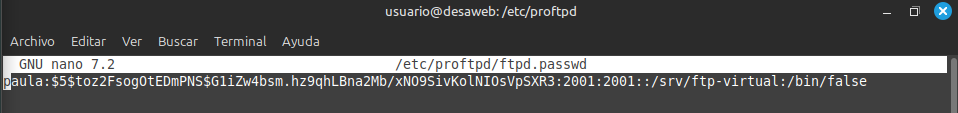 usuario@desaweb: /etc/proftpd
Archivo Editar Ver Buscar Terminal Ayuda
GNU nano 7.2 /etc/proftpd/ftpd.passwd
paula:$5$toz2FsogOtEDmPNS$G1iZw4bsm.hz9qhLBna2Mb/xNO9SivKolNIOsVpSXR3:2001:2001::/srv/ftp-virtual:/bin/false